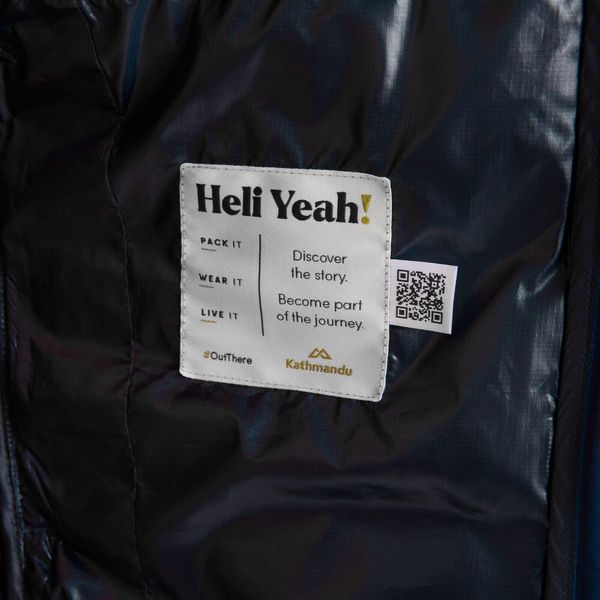 Heli Yeah!
PACK IT
WEAR IT
LIVE IT
Discover
the story.
Become part
of the journey.
#OutThere
Kathmandu